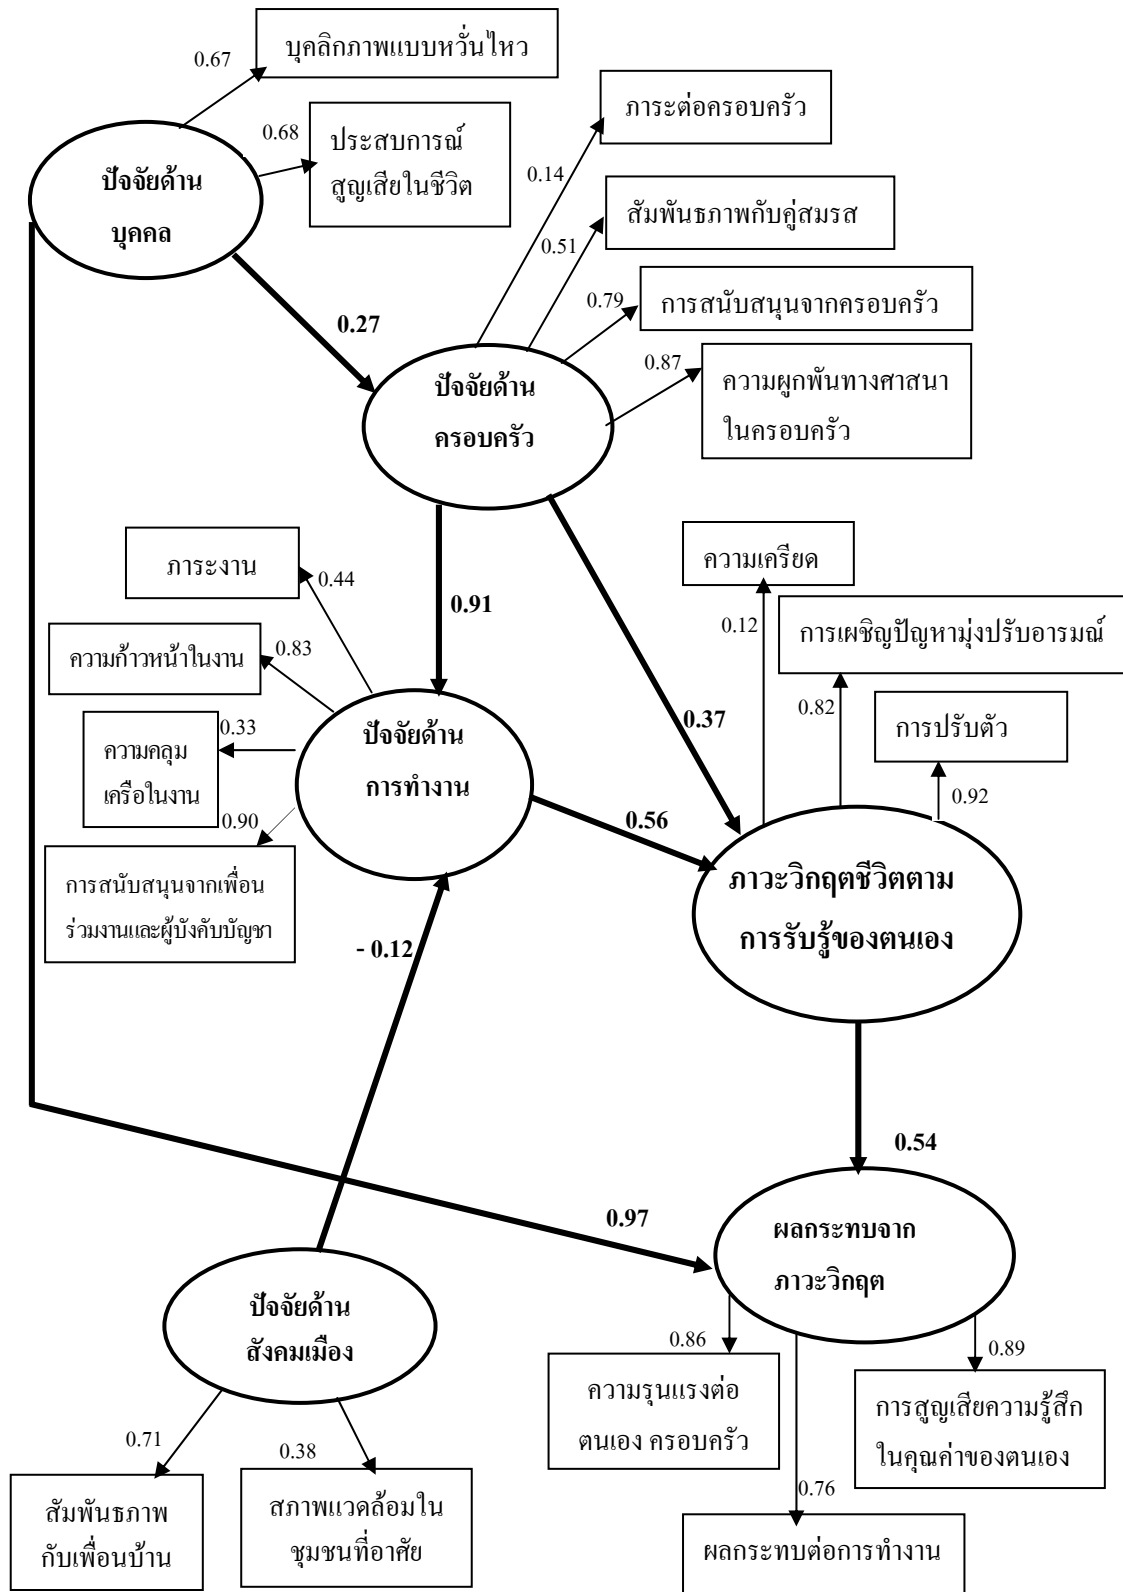 บุคลิกภาพแบบหวั่นไหว
0.67
ภาระต่อครอบครัว
0.68
ประสบการณ์
สูญเสียในชีวิต
ปัจจัยด้าน
บุคคล
0.14
สัมพันธภาพกับคู่สมรส
0.51
0.79
การสนับสนุนจากครอบครัว
0.27
0.87
ความผูกพันทางศาสนา
ในครอบครัว
ปัจจัยด้าน
ครอบครัว
ภาระงาน
0.44
0.91
ความเครียด
0.12
การเผชิญปัญหามุ่งปรับอารมณ์
ความก้าวหน้าในงาน
0.83
0.82
0.37
การปรับตัว
0.33
ความคลุม
เครือในงาน
ปัจจัยด้าน
การทำงาน
0.92
0.90
0.56
การสนับสนุนจากเพื่อน
ร่วมงานและผู้บังคับบัญชา
ภาวะวิกฤตชีวิตตาม
การรับรู้ของตนเอง
- 0.12
0.54
0.97
ผลกระทบจาก
ภาวะวิกฤต
ปัจจัยด้าน
สังคมเมือง
0.86
0.89
ความรุนแรงต่อ
ตนเอง ครอบครัว
การสูญเสียความรู้สึก
ในคุณค่าของตนเอง
0.71
0.38
0.76
สัมพันธภาพ
กับเพื่อนบ้าน
สภาพแวดล้อมใน
ชุมชนที่อาศัย
ผลกระทบต่อการทำงาน